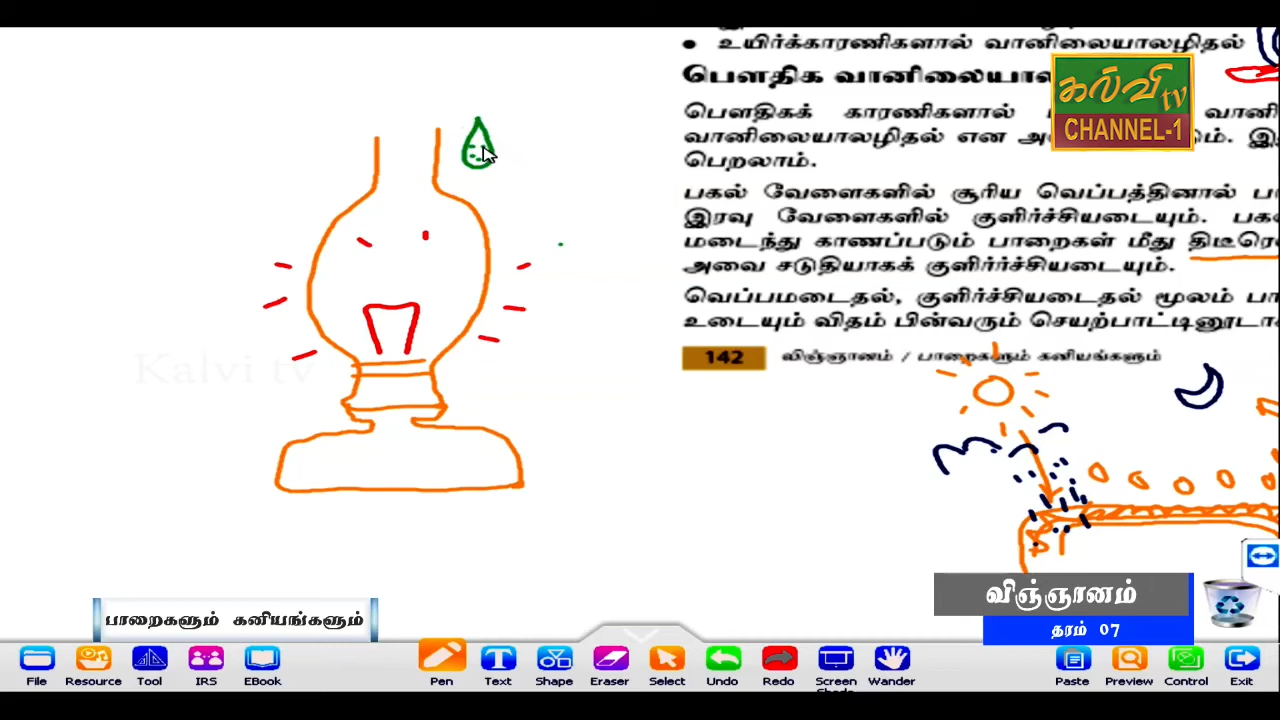 உயிர்க்காரணிகளால் வானிலையாலழிதல்
பௌதிக
பௌதிகக் காரணிகளால்
வானிலையாலழிதல் என
பெறலாம்.
பகல் வேளைகளில் சூரிய வெப்பத்தினால்
இரவு வேளைகளில் குளிர்ச்சியடையும்.
மடைந்து காணப்படும் பாறைகள் மீது
அவை சடுதியாகக் குளிர்ர்ச்சியடையும்.
வெப்பமடைதல், குளிர்ச்சியடைதல் மூலம்
உடையும் விதம் பின்வரும்
142 விஞ்ஞானம் / பாறைகளும் கனியங்களும்
கல்வி tv
CHANNEL-1
Kalvi tv
விஞ்ஞானம்
தரம் 07
பாறைகளும் கனியங்களும்
File Resource Tool IRS EBook Pen Text Shape Eraser Select Undo Redo Screen Wander Paste Preview Control Exit